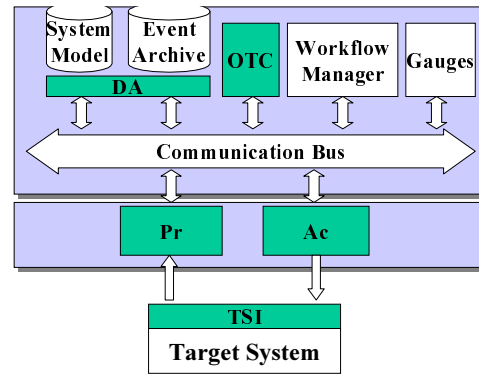 System
Model
Event
Archive
DA
OTC
Workflow
Manager
Gauges
Communication Bus
Pr
Ac
TSI
Target System